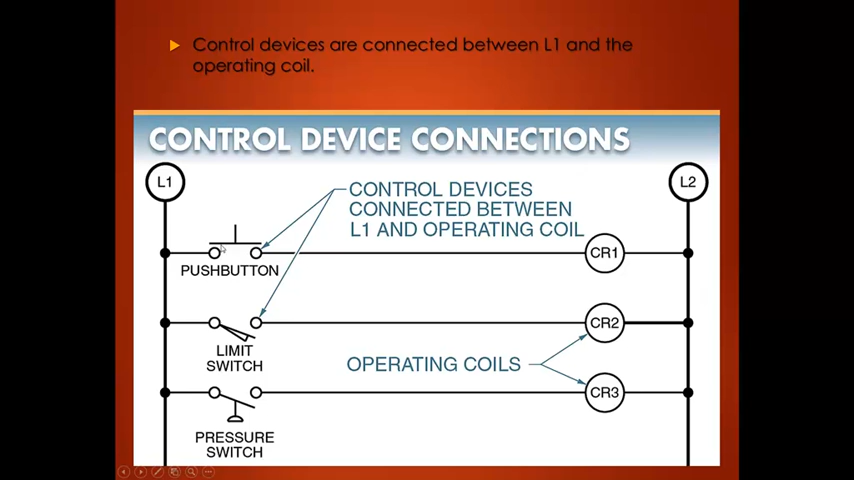 Control devices are connected between L1 and the
operating coil.
CONTROL DEVICE CONNECTIONS
L1
L2
CONTROL DEVICES
CONNECTED BETWEEN
L1 AND OPERATING COIL
PUSHBUTTON
CR1
LIMIT
SWITCH
CR2
OPERATING COILS
PRESSURE
SWITCH
CR3